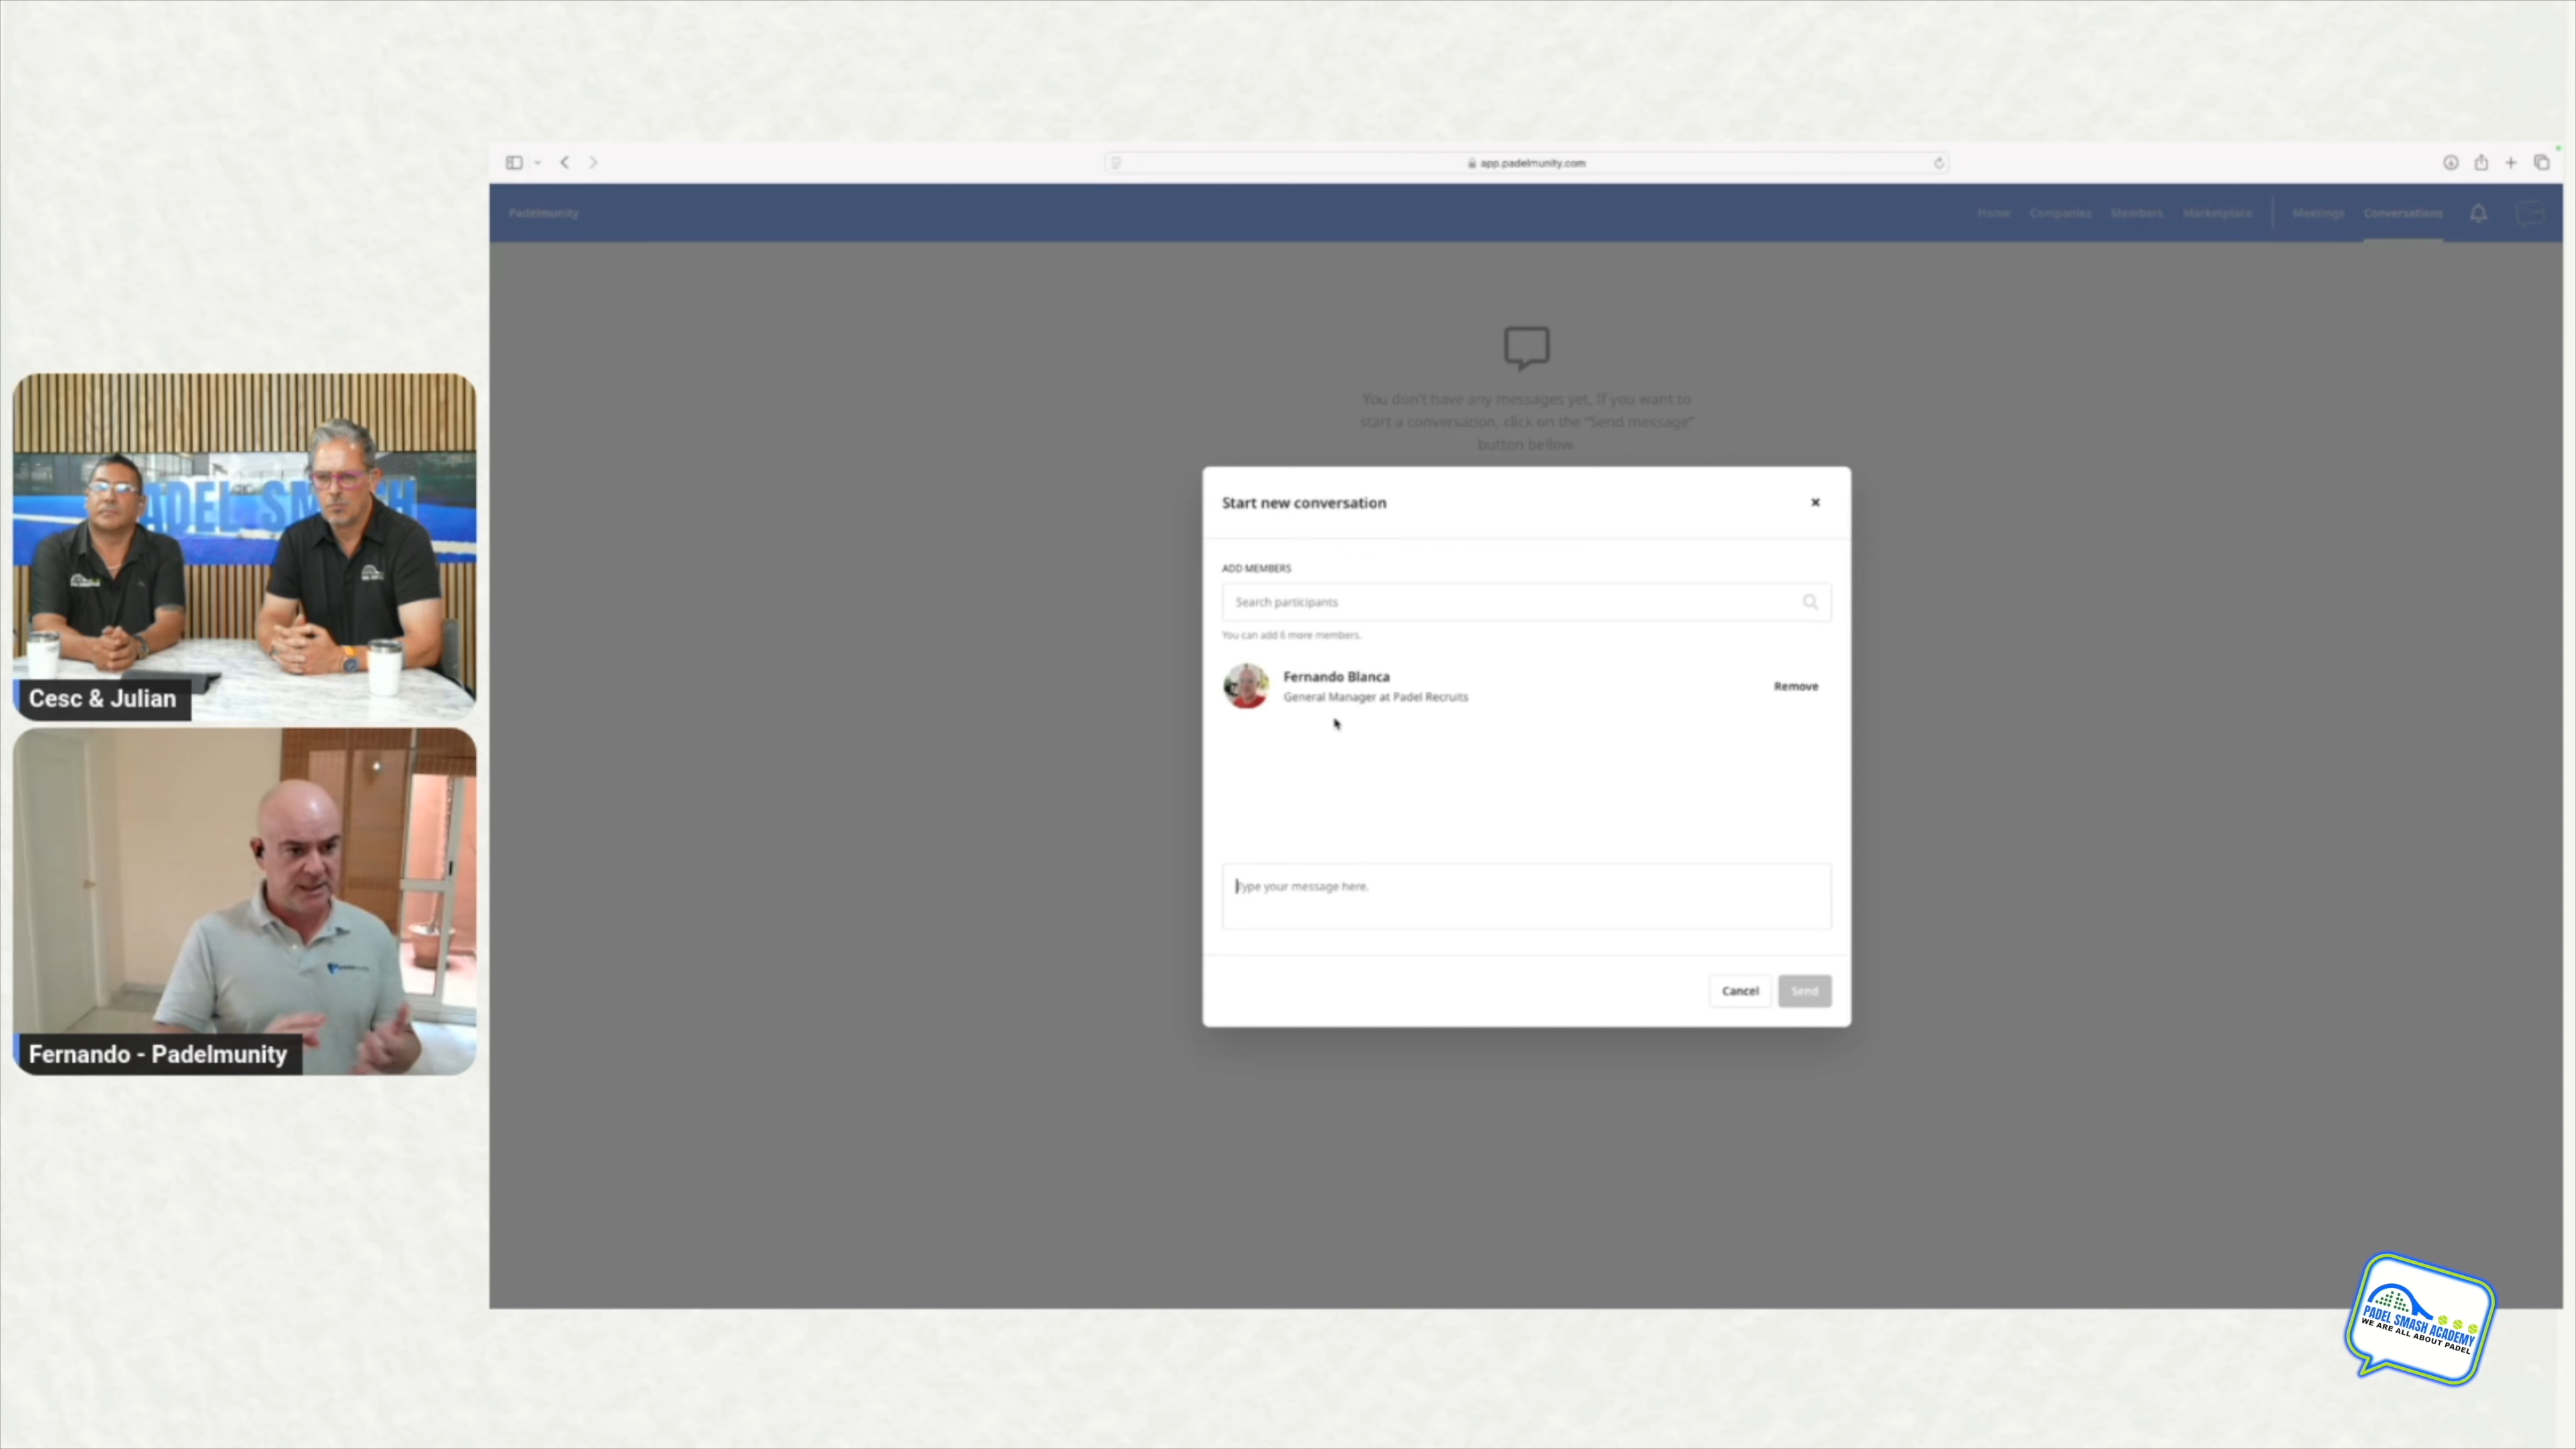 app.padelmunity.com
Padelmunity
Home Companies Members Marketplace Meetings Conversations
You don't have any messages yet. If you want to
start a conversation, click on the "Send message"
button bellow.
Start new conversation
ADD MEMBERS
Search participants
You can add 6 more members.
Fernando Blanca
General Manager at Padel Recruits
Remove
Type your message here.
Cancel Send
ADEL SM SH
Cesc & Julian
Fernando - Padelmunity
PADEL SMASH ACADEMY
WE ARE ALL ABOUT PADEL